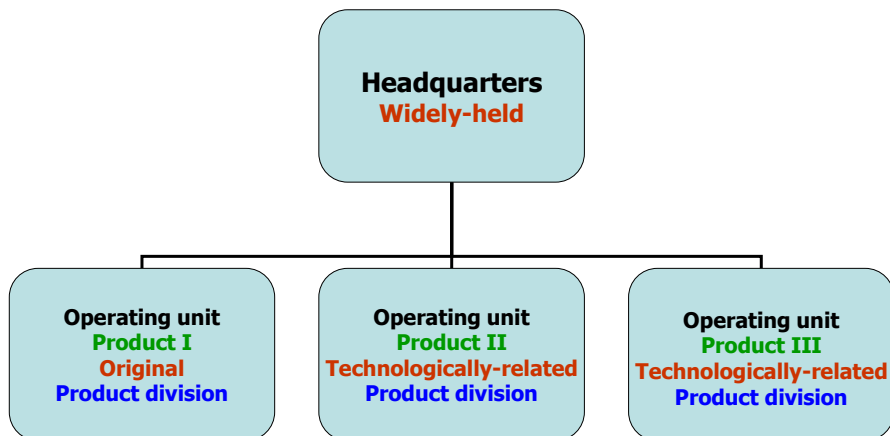 Headquarters
Widely-held
Operating unit
Product I
Original
Product division
Operating unit
Product II
Technologically-related
Product division
Operating unit
Product III
Technologically-related
Product division